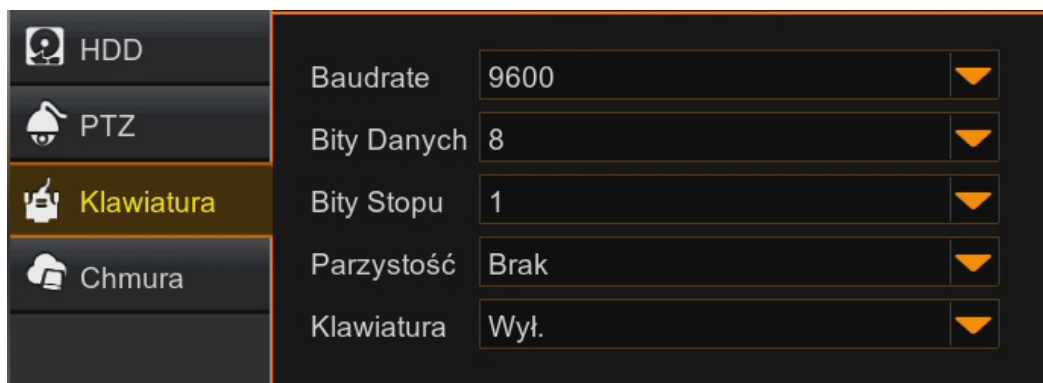 HDD
PTZ
Klawiatura
Chmura
Baudrate 9600
Bity Danych 8
Bity Stopu 1
Parzystość Brak
Klawiatura Wył.